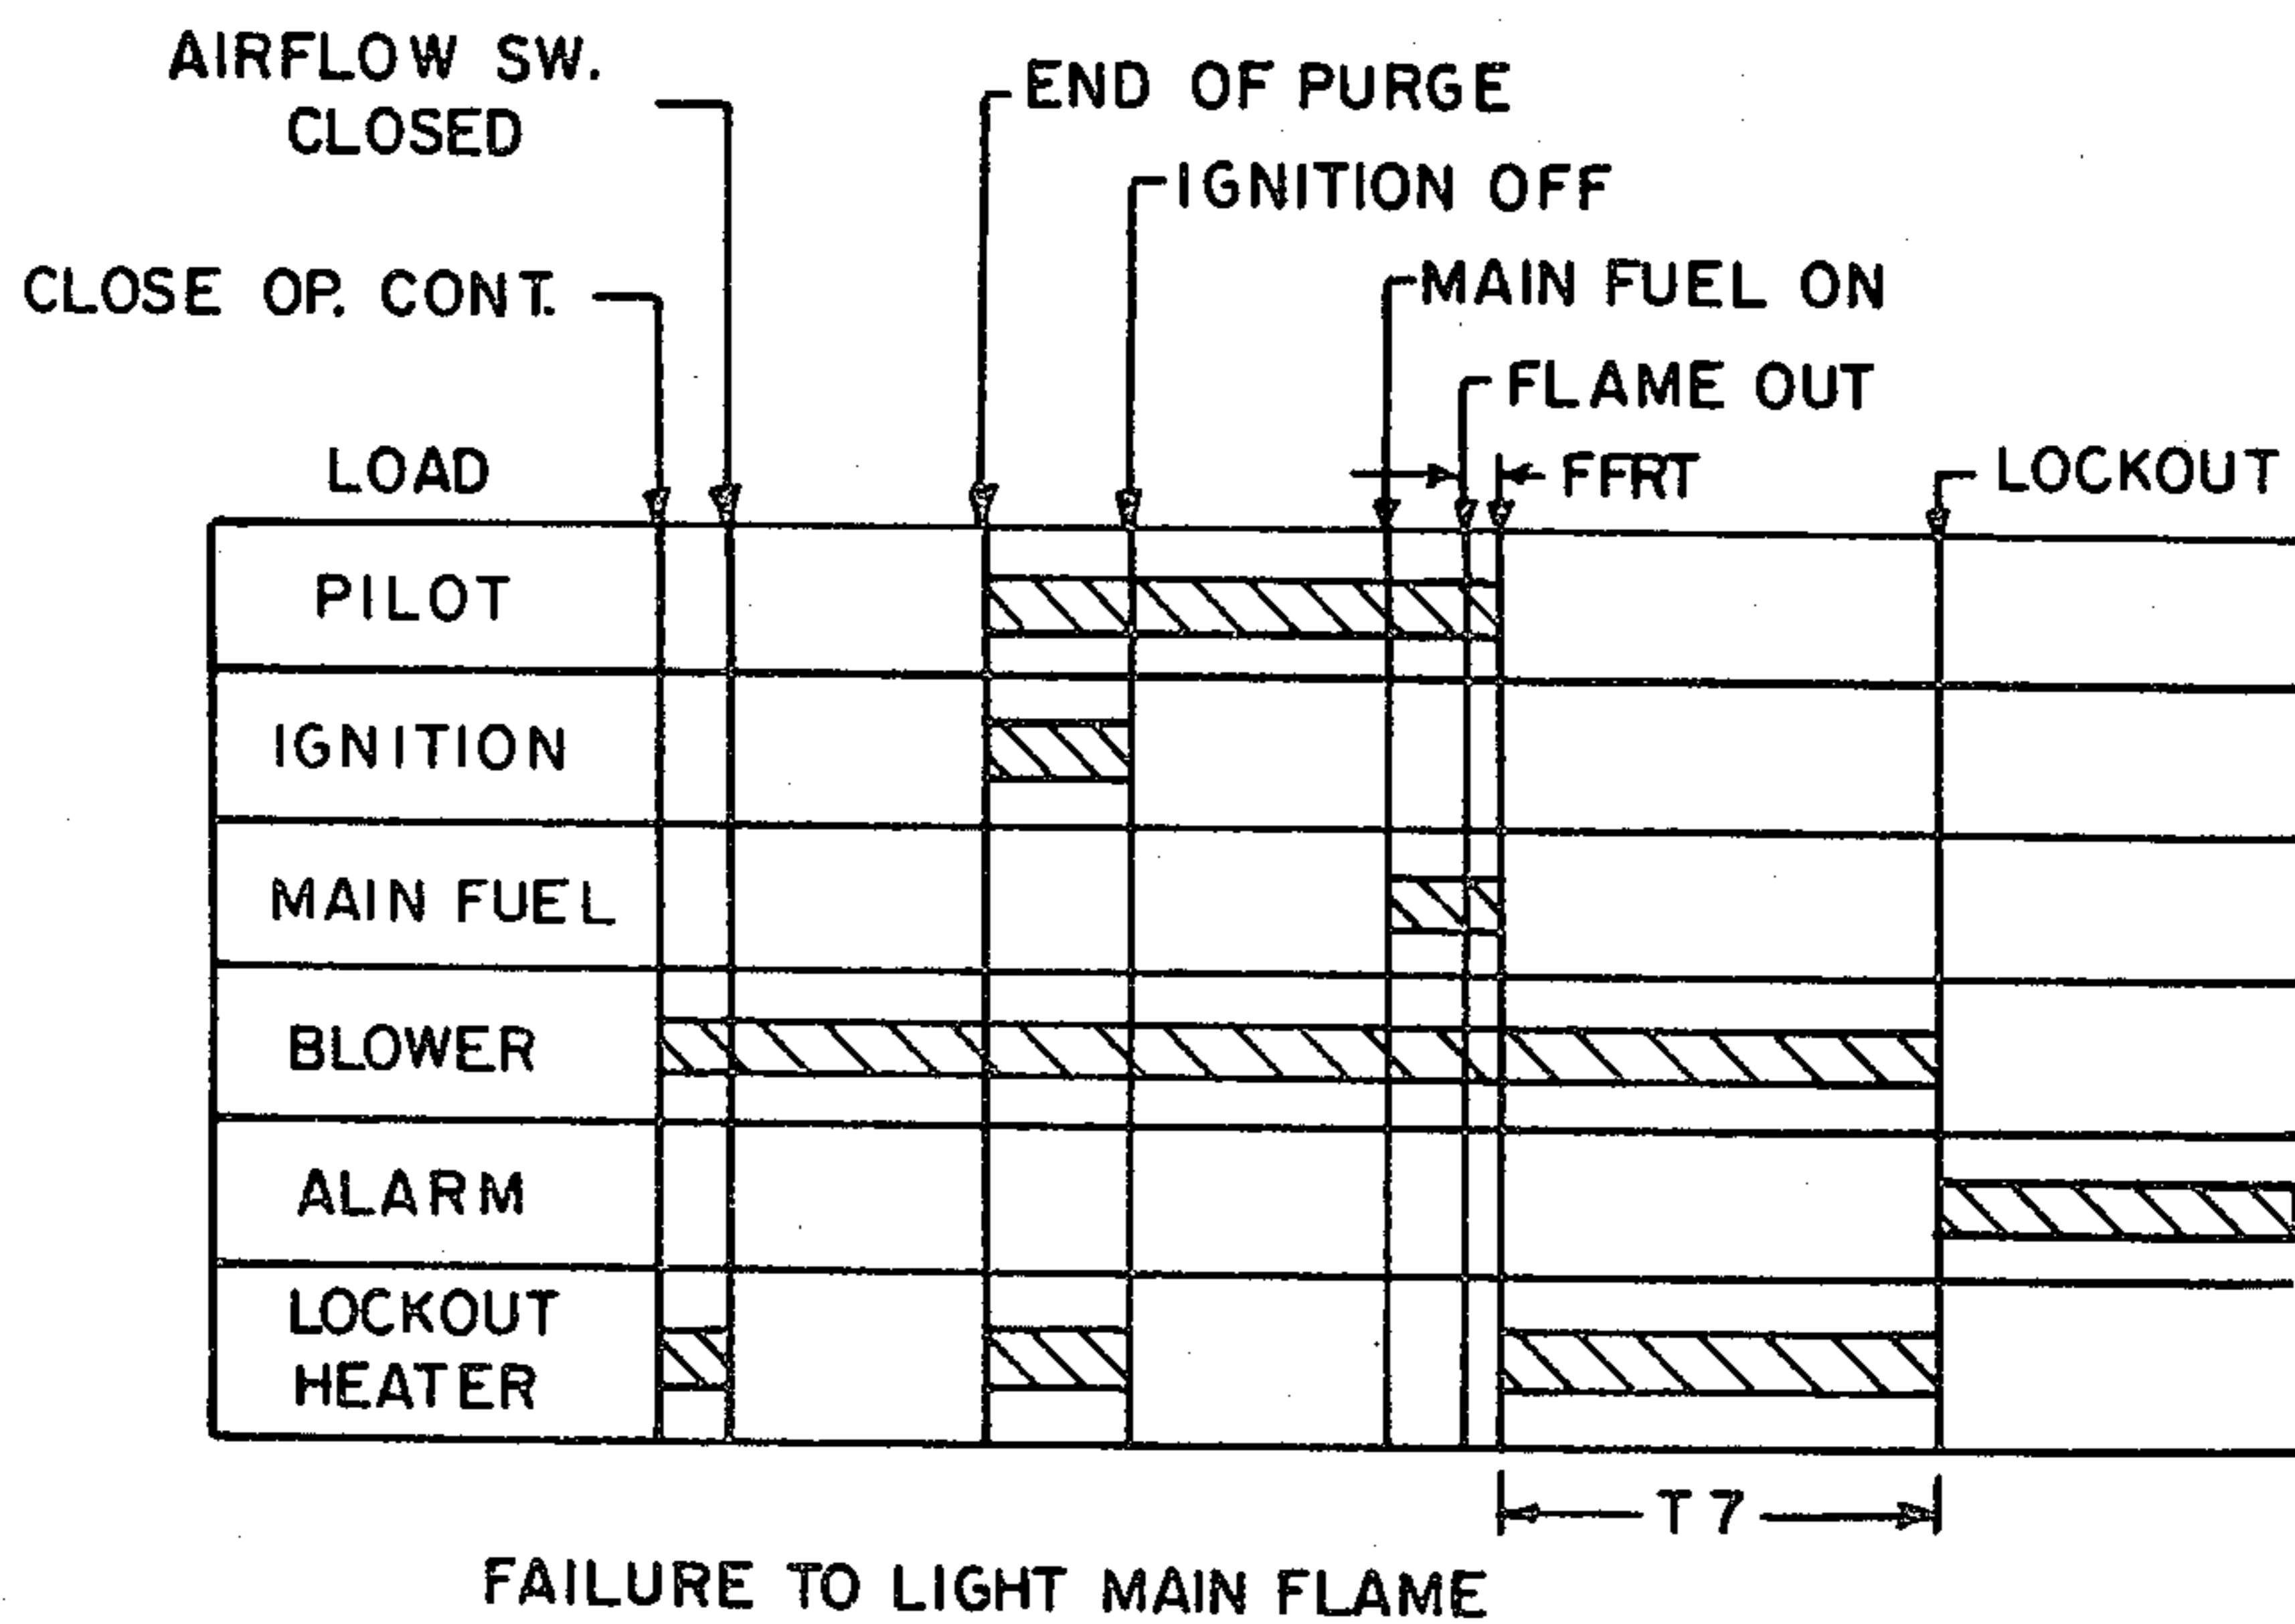 AIRFLOW SW.
CLOSED
END OF PURGE
IGNITION OFF
CLOSE OP. CONT.
MAIN FUEL ON
FLAME OUT
LOAD
FFRT
LOCKOUT
PILOT
IGNITION
MAIN FUEL
BLOWER
ALARM
LOCKOUT
HEATER
T7
FAILURE TO LIGHT MAIN FLAME